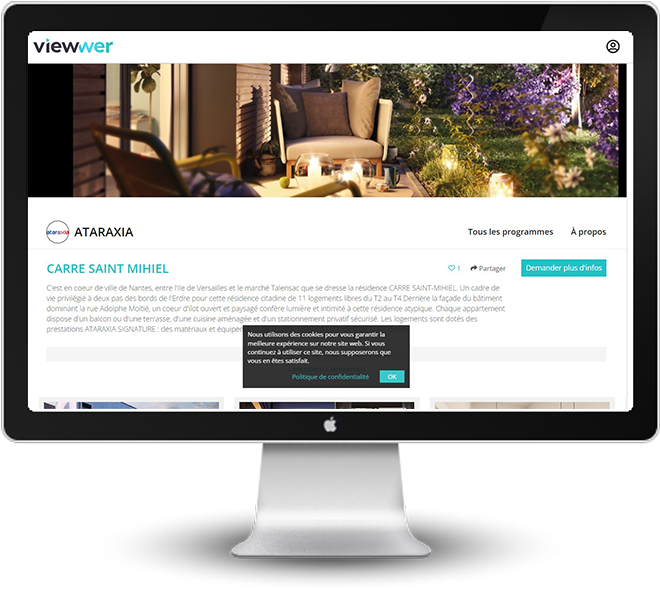 viewwer
ataraxia ATARAXIA Tous les programmes À propos
CARRE SAINT MIHIEL 1 Partager Demander plus d'infos
C'est en coeur de ville de Nantes, entre l'Ile de Versailles et le marché Talensac que se dresse la résidence CARRE SAINT-MIHIEL. Un cadre de
vie privilégié à deux pas des bords de l'Erdre pour cette résidence citadine de 11 logements libres du T2 au T4.Dernière la façade du bâtiment
dominant la rue Adolphe Moitié, un coeur d'ilot ouvert et paysagé confère lumière et intimité à cette résidence atypique. Chaque appartement
dispose d'un balcon ou d'une terrasse, d'une cuisine aménagée et d'un stationnement privatif sécurisé. Les logements sont dotés des
prestations ATARAXIA SIGNATURE : des matériaux et équipe
Nous utilisons des cookies pour vous garantir la
meilleure expérience sur notre site web. Si vous
continuez à utiliser ce site, nous supposerons que
vous en êtes satisfait.
Politique de confidentialité OK